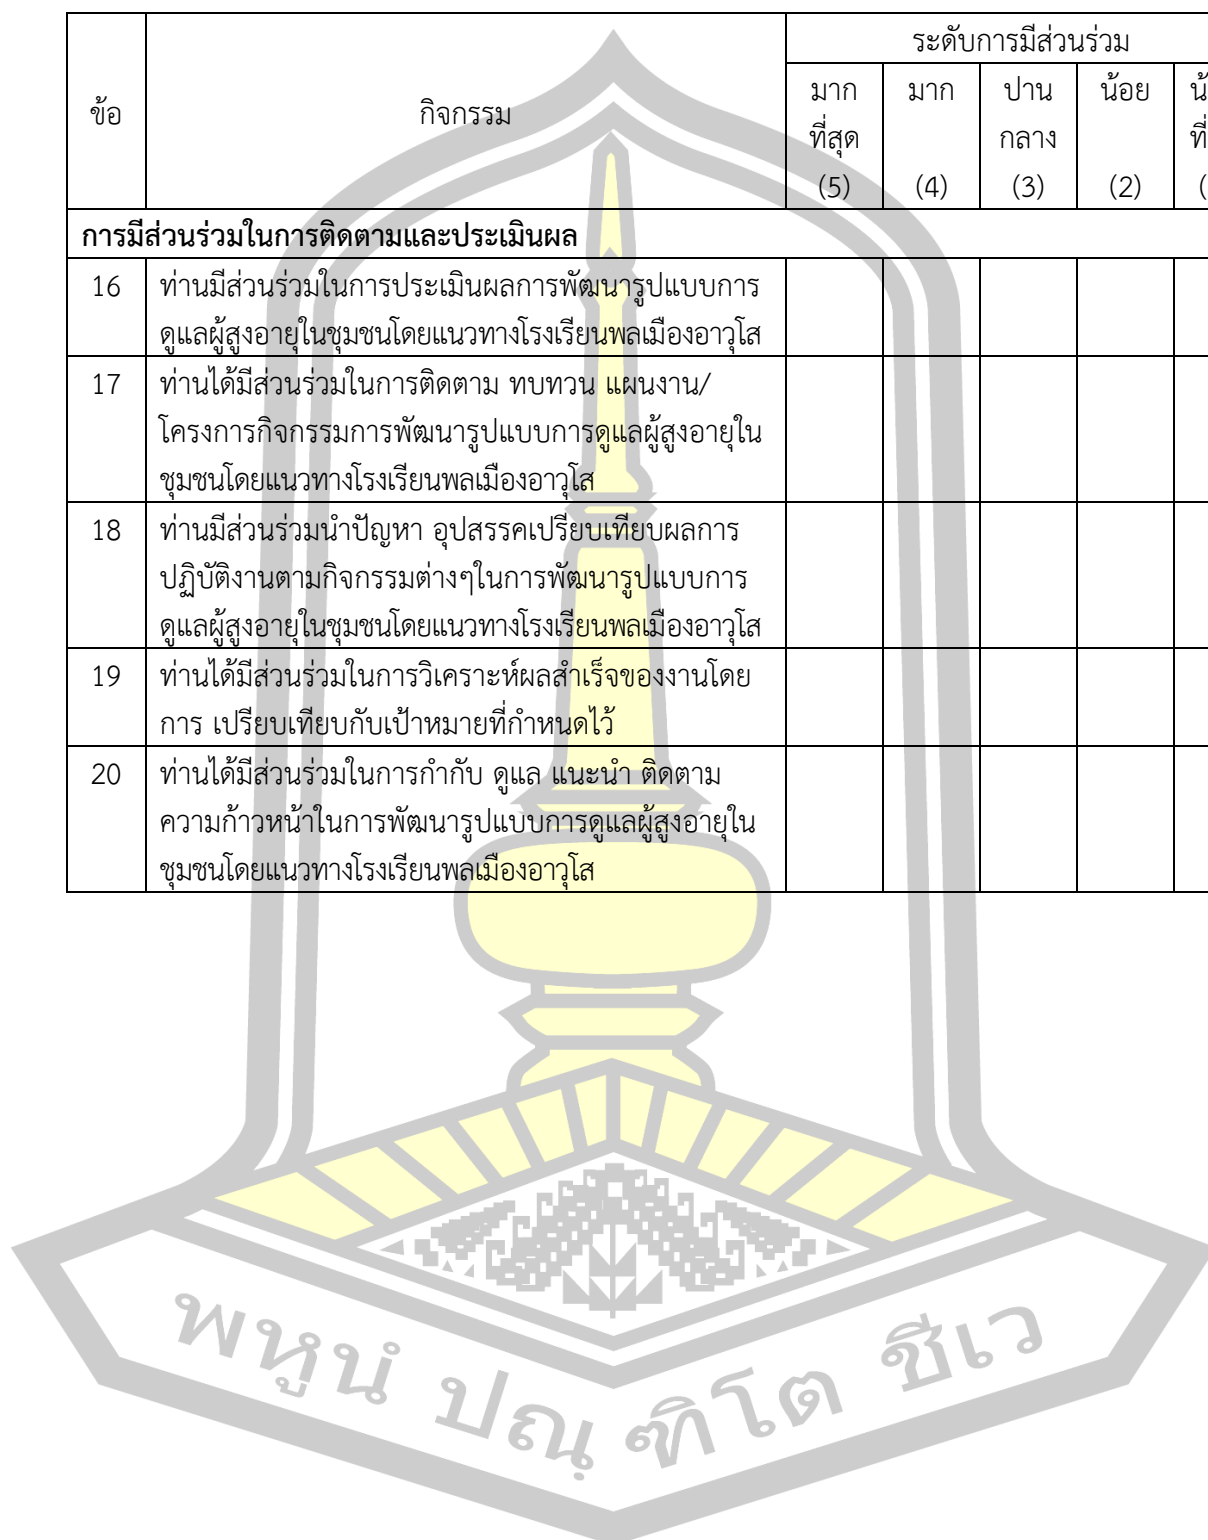 ข้อ
กิจกรรม
ระดับการมีส่วนร่วม
มาก
ที่สุด
(5)
มาก
(4)
ปาน
กลาง
(3)
น้อย
(2)
การมีส่วนร่วมในการติดตามและประเมินผล
16 ท่านมีส่วนร่วมในการประเมินผลการพัฒนารูปแบบการ
ดูแลผู้สูงอายุในชุมชนโดยแนวทางโรงเรียนพลเมืองอาวุโส
17 ท่านได้มีส่วนร่วมในการติดตาม ทบทวน แผนงาน/
โครงการกิจกรรมการพัฒนารูปแบบการดูแลผู้สูงอายุใน
ชุมชนโดยแนวทางโรงเรียนพลเมืองอาวุโส
18 ท่านมีส่วนร่วมนำปัญหา อุปสรรคเปรียบเทียบผลการ
ปฏิบัติงานตามกิจกรรมต่างๆในการพัฒนารูปแบบการ
ดูแลผู้สูงอายุในชุมชนโดยแนวทางโรงเรียนพลเมืองอาวุโส
19 ท่านได้มีส่วนร่วมในการวิเคราะห์ผลสำเร็จของงานโดย
การ เปรียบเทียบกับเป้าหมายที่กำหนดไว้
20 ท่านได้มีส่วนร่วมในการกำกับ ดูแล แนะนำ ติดตาม
ความก้าวหน้าในการพัฒนารูปแบบการดูแลผู้สูงอายุใน
ชุมชนโดยแนวทางโรงเรียนพลเมืองอาวุโส
พหูนํ ปณฺ ฑิโต ชีเว